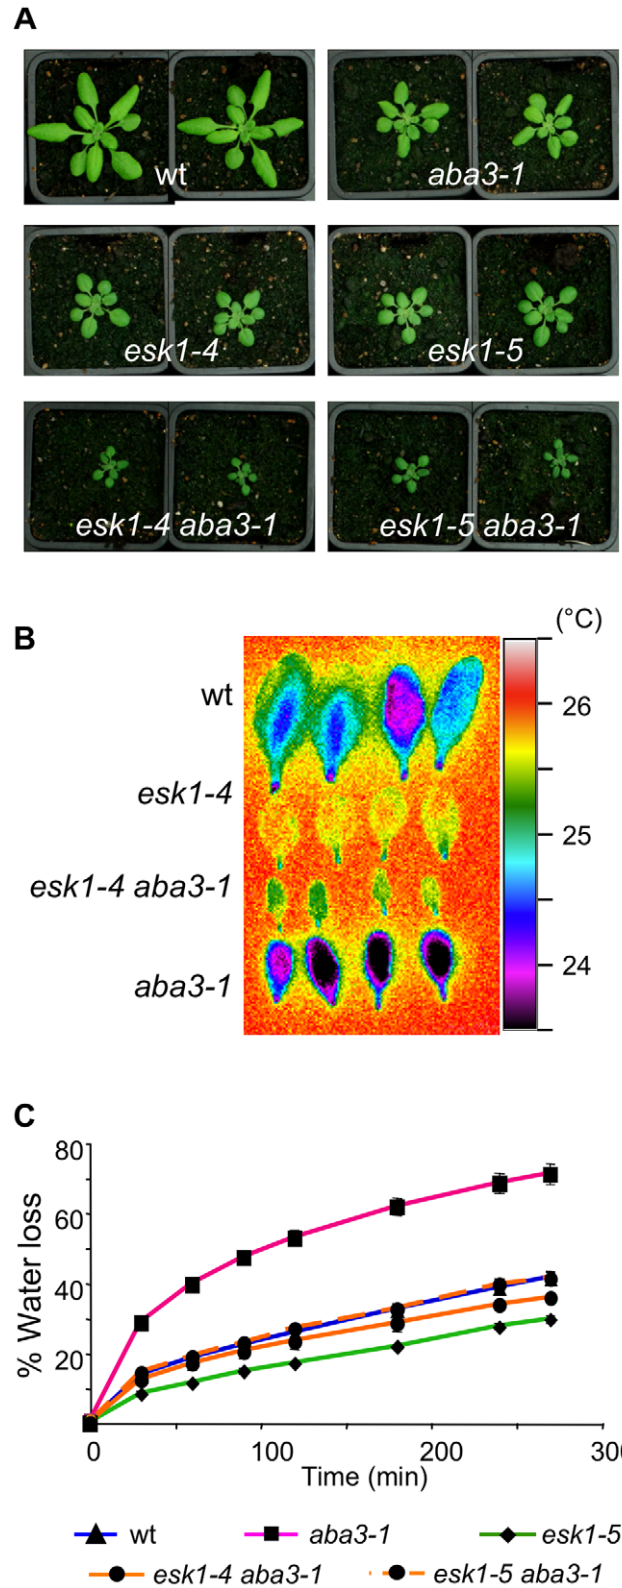 A
wt
aba3-1
esk1-4
esk1-5
esk1-4 aba3-1
esk1-5 aba3-1
B
(°C)
wt
26
esk1-4
25
esk1-4 aba3-1
24
aba3-1
C
80
60
40
20
% Water loss
0 100 200 300
Time (min)
wt aba3-1 esk1-5
esk1-4 aba3-1 esk1-5 aba3-1